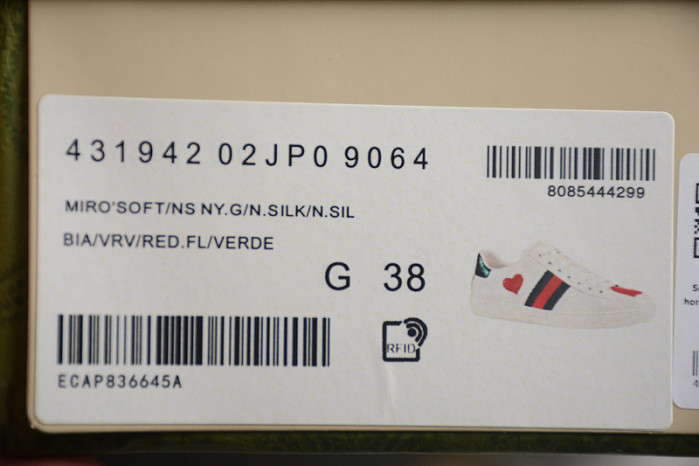 431942 02JP0 9064
8085444299
MIRO'SOFT/NS NY.G/N.SILK/N.SIL
BIA/VRV/RED.FL/VERDE
G 38
RFID
ECAP836645A